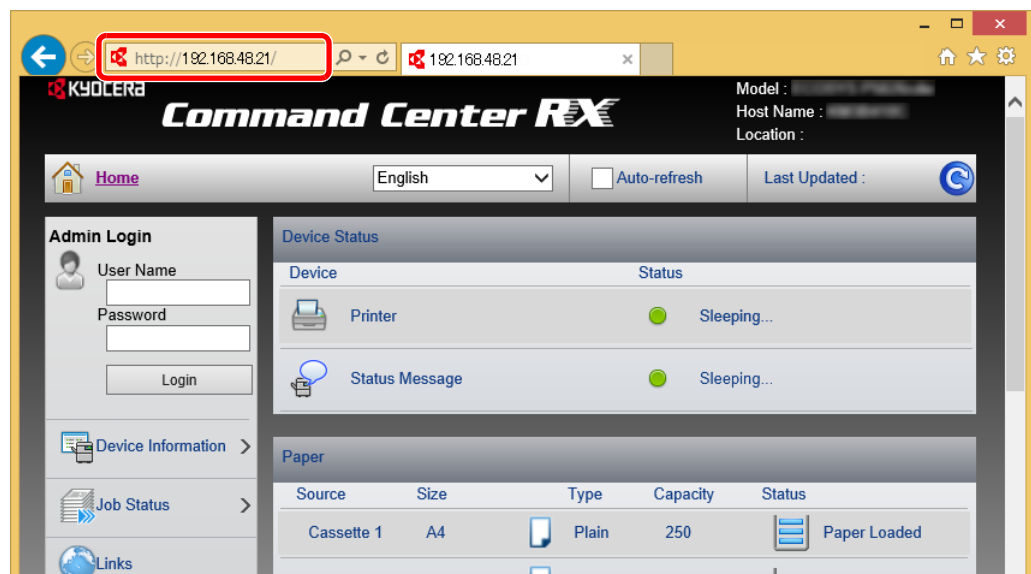 http://192.168.48.21/
192.168.48.21
KYOCERA
Command Center RX
Model :
Host Name :
Location :
Home
English
Auto-refresh
Last Updated :
Admin Login
User Name
Password
Login
Device Information
Job Status
Links
Device Status
Device Status
Printer Sleeping...
Status Message Sleeping...
Paper
Source Size Type Capacity Status
Cassette 1 A4 Plain 250 Paper Loaded